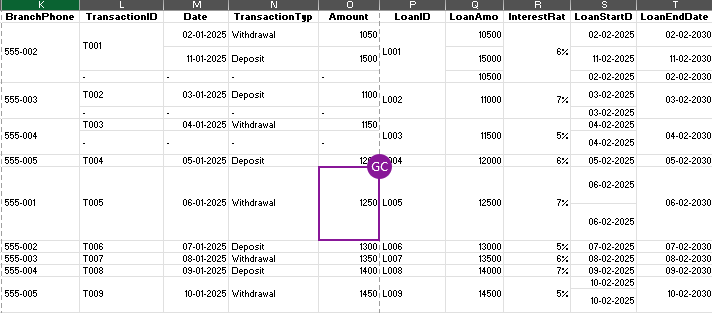 K L M N O P Q R S T
BranchPhone TransactionID Date TransactionTyp Amount LoanID LoanAmo InterestRat LoanStartD LoanEndDate
02-01-2025 Withdrawal 1050 10500 02-02-2025 02-02-2030
555-002 T001 L001 6%
11-01-2025 Deposit 1500 15000 11-02-2025 11-02-2030
- - - - 10500 02-02-2025 02-02-2030
555-003 T002 03-01-2025 Deposit 1100 L002 11000 7% 03-02-2025 03-02-2030
- - - - 03-02-2025
T003 04-01-2025 Withdrawal 1150 04-02-2025
555-004 L003 11500 5% 04-02-2030
- - - - 04-02-2025
555-005 T004 05-01-2025 Deposit 12000 6% 05-02-2025 05-02-2030
GC
06-02-2025
555-001 T005 06-01-2025 Withdrawal 1250 L005 12500 7% 06-02-2030
06-02-2025
555-002 T006 07-01-2025 Deposit 1300 L006 13000 5% 07-02-2025 07-02-2030
555-003 T007 08-01-2025 Withdrawal 1350 L007 13500 6% 08-02-2025 08-02-2030
555-004 T008 09-01-2025 Deposit 1400 L008 14000 7% 09-02-2025 09-02-2030
10-02-2025
555-005 T009 10-01-2025 Withdrawal 1450 L009 14500 5% 10-02-2030
10-02-2025